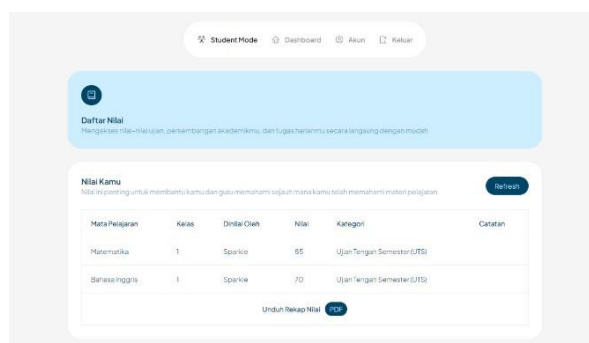 Student Mode Dashboard Akun Keluar
Daftar Nilai
Mengakses nilai-nilai ujian, perkembangan akademikmu, dan tugas harianmu secara langsung dengan mudah
Nilai Kamu
Nilai ini penting untuk membantu kamu dan guru memahami sejauh mana kamu telah memahami materi pelajaran
Refresh
Mata Pelajaran Kelas Dinilai Oleh Nilai Kategori Catatan
Matematika 1 Sparkle 65 Ujian Tengah Semester (UTS)
Bahasa Inggris 1 Sparkle 70 Ujian Tengah Semester (UTS)
Unduh Rekap Nilai PDF